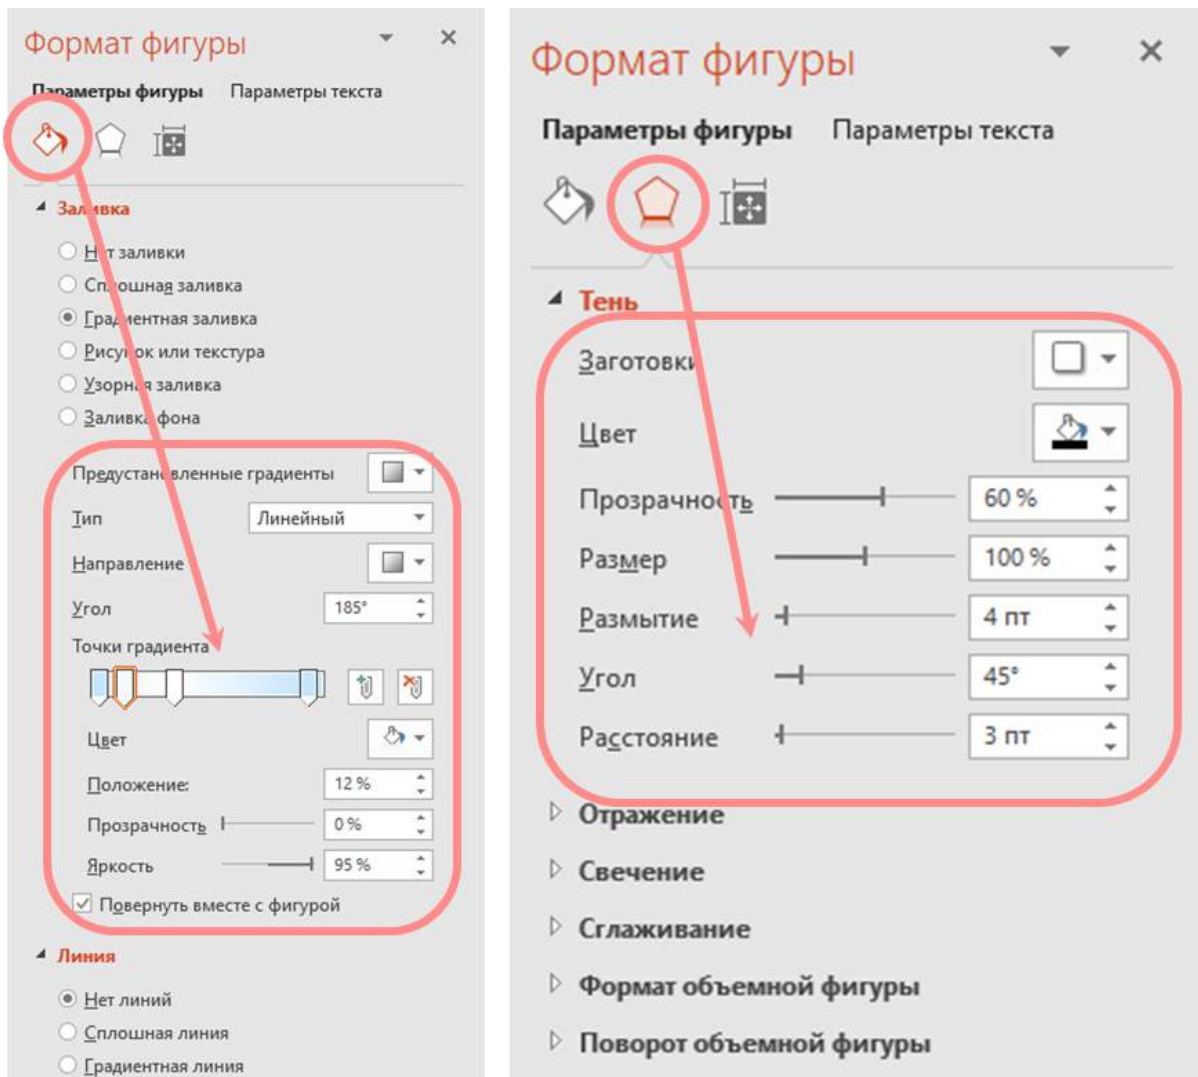 Формат фигуры
Параметры фигуры Параметры текста
Заливка
Нет заливки
Сплошная заливка
Градиентная заливка
Рисунок или текстура
Узорная заливка
Заливка фона
Предустановленные градиенты
Тип Линейный
Направление
Угол 185°
Точки градиента
Цвет
Положение: 12 %
Прозрачность 0 %
Яркость 95 %
Повернуть вместе с фигурой
Линия
Нет линий
Сплошная линия
Градиентная линия
Формат фигуры
Параметры фигуры Параметры текста
Тень
Заготовки
Цвет
Прозрачность 60 %
Размер 100 %
Размытие 4 пт
Угол 45°
Расстояние 3 пт
Отражение
Свечение
Сглаживание
Формат объемной фигуры
Поворот объемной фигуры